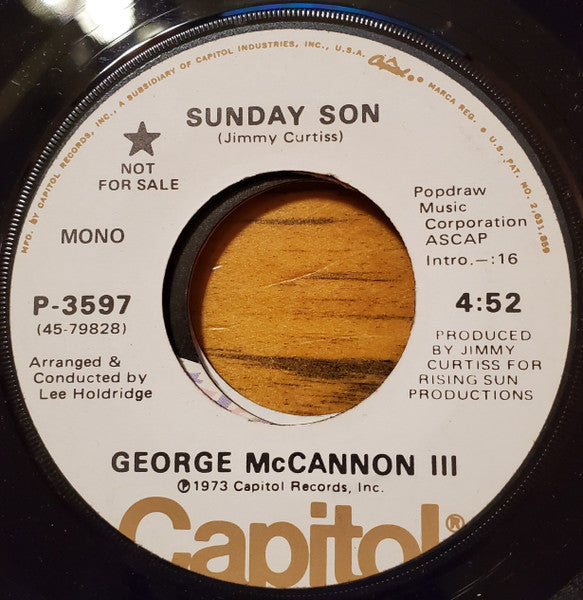 MFD. BY CAPITOL RECORDS, INC., A SUBSIDIARY OF CAPITOL INDUSTRIES, INC., U.S.A.
MARCA REG. ● U.S. PAT. NO. 2,631,859
SUNDAY SON
(Jimmy Curtiss)
★
NOT
FOR SALE
MONO
P-3597
(45-79828)
Arranged &
Conducted by
Lee Holdridge
Popdraw
Music
Corporation
ASCAP
Intro.—:16
4:52
PRODUCED
BY JIMMY
CURTISS FOR
RISING SUN
PRODUCTIONS
GEORGE McCANNON III
℗1973 Capitol Records, Inc.
Capitol®